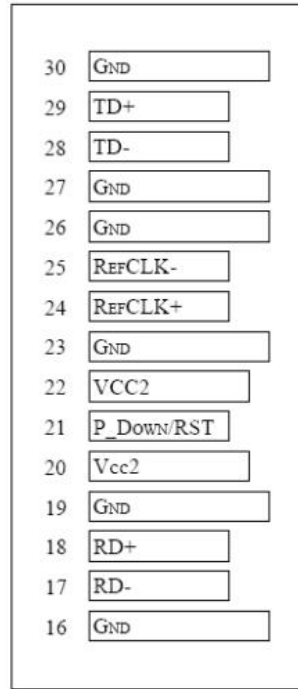 30 GND
29 TD+
28 TD-
27 GND
26 GND
25 REFCLK-
24 REFCLK+
23 GND
22 VCC2
21 P_DOWN/RST
20 Vcc2
19 GND
18 RD+
17 RD-
16 GND